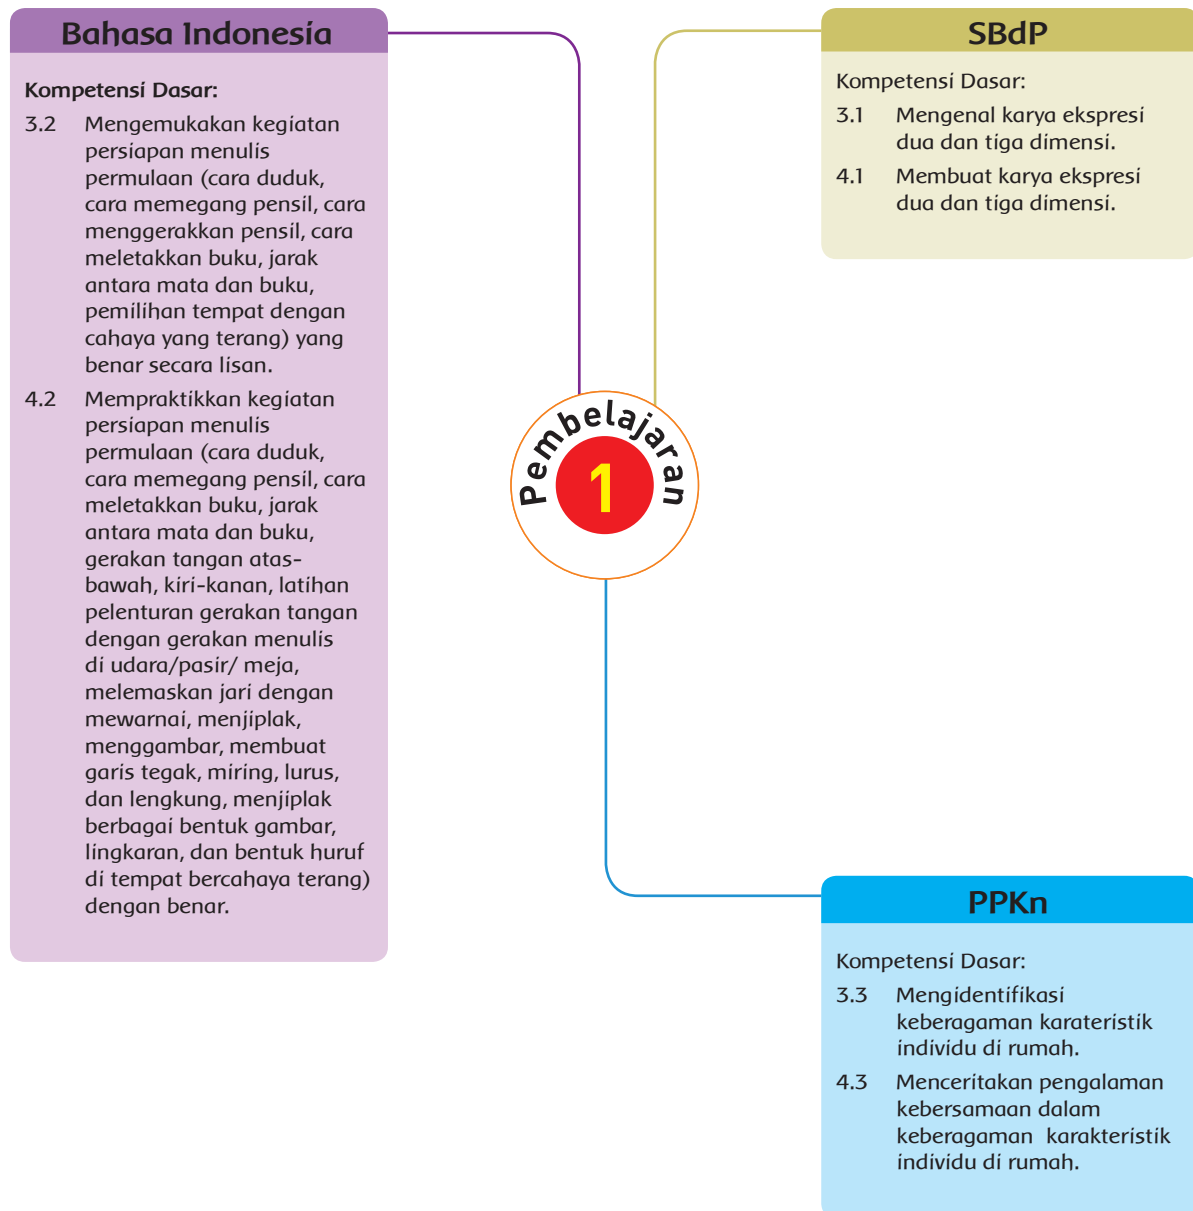 Bahasa Indonesia
Kompetensi Dasar:
3.2 Mengemukakan kegiatan
persiapan menulis
permulaan (cara duduk,
cara memegang pensil, cara
menggerakkan pensil, cara
meletakkan buku, jarak
antara mata dan buku,
pemilihan tempat dengan
cahaya yang terang) yang
benar secara lisan.
4.2 Mempraktikkan kegiatan
persiapan menulis
permulaan (cara duduk,
cara memegang pensil, cara
meletakkan buku, jarak
antara mata dan buku,
gerakan tangan atas-
bawah, kiri-kanan, latihan
pelenturan gerakan tangan
dengan gerakan menulis
di udara/pasir/ meja,
melemaskan jari dengan
mewarnai, menjiplak,
menggambar, membuat
garis tegak, miring, lurus,
dan lengkung, menjiplak
berbagai bentuk gambar,
lingkaran, dan bentuk huruf
di tempat bercahaya terang)
dengan benar.
SBdP
Kompetensi Dasar:
3.1 Mengenal karya ekspresi
dua dan tiga dimensi.
4.1 Membuat karya ekspresi
dua dan tiga dimensi.
Pembelajaran
1
PPKn
Kompetensi Dasar:
3.3 Mengidentifikasi
keberagaman karateristik
individu di rumah.
4.3 Menceritakan pengalaman
kebersamaan dalam
keberagaman karakteristik
individu di rumah.